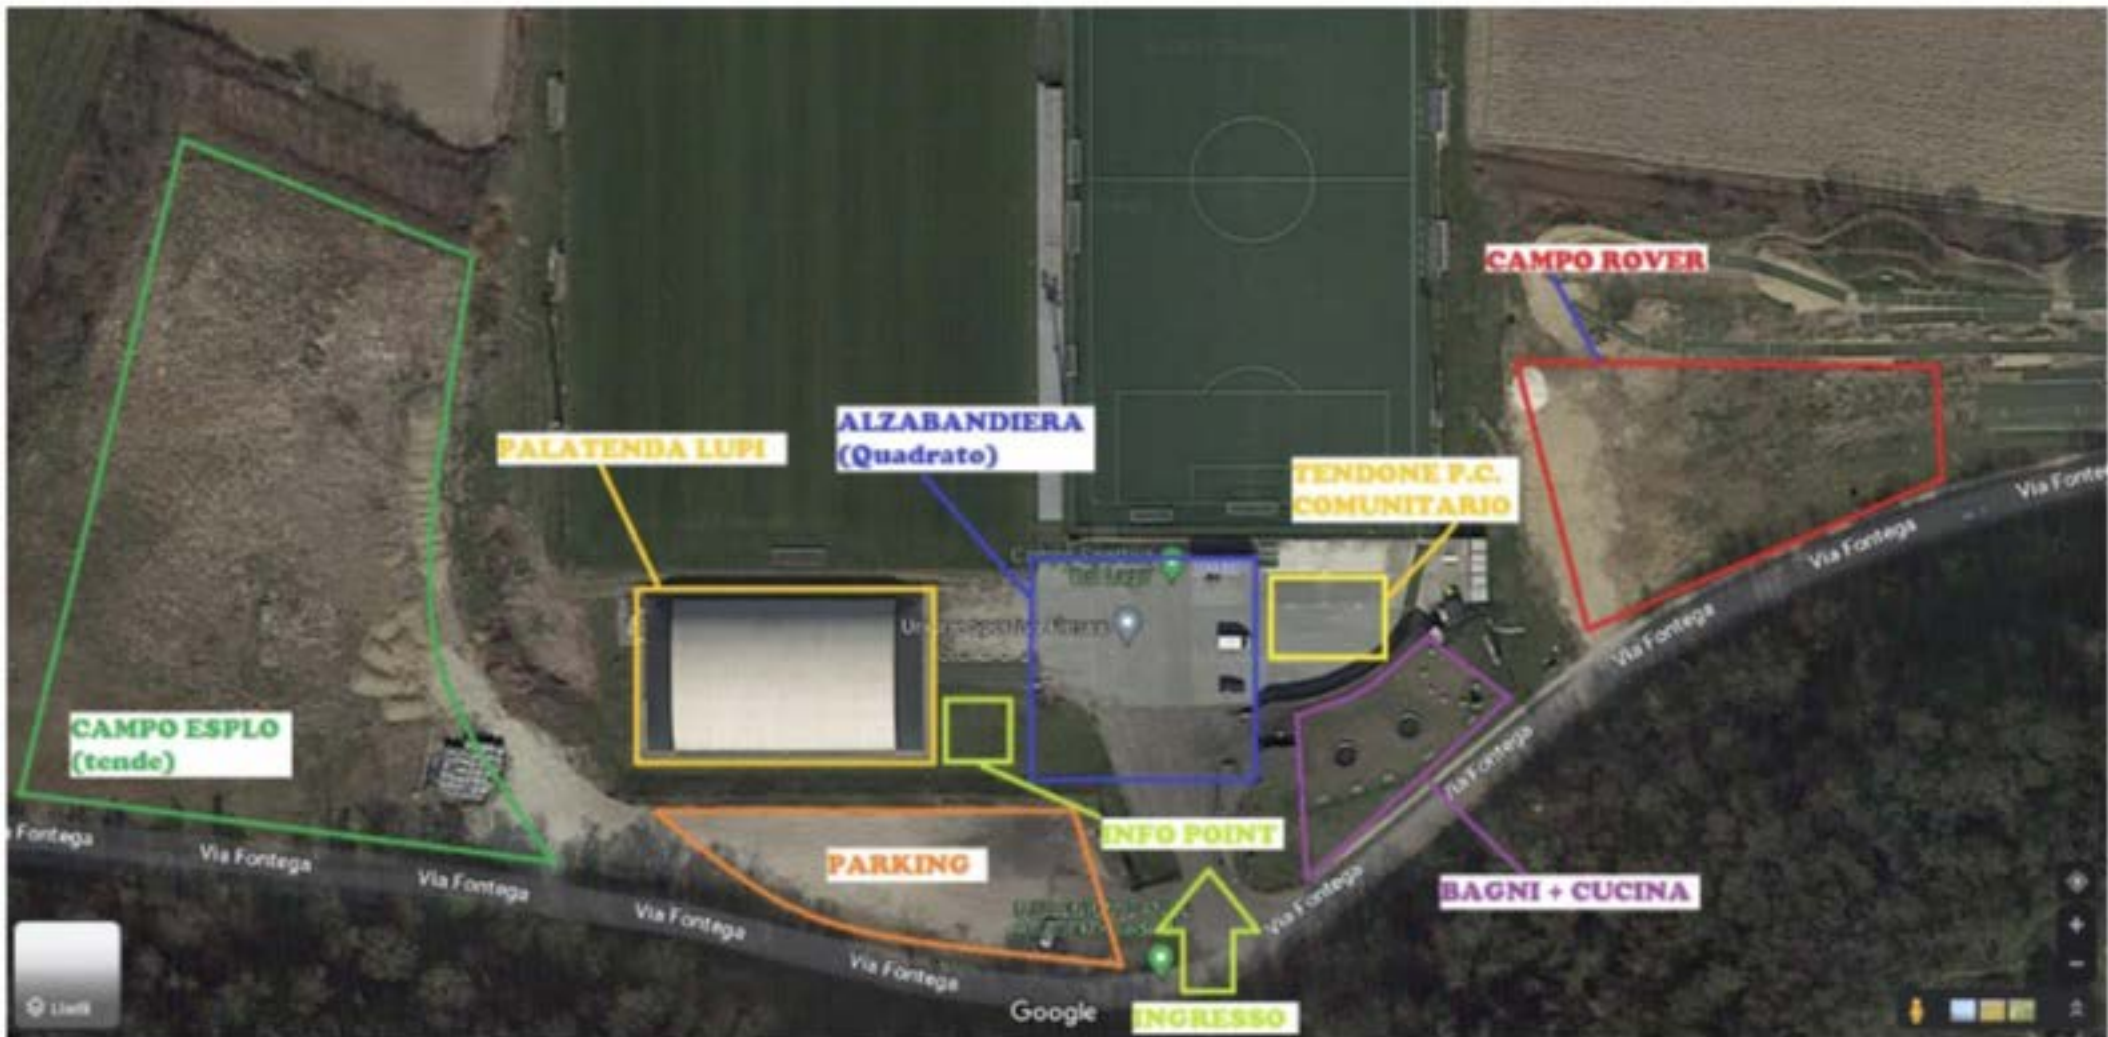 CAMPO ROVER
ALZABANDIERA
(Quadrato)
PALATENDA LUPI
TENDONE P.C.
COMUNITARIO
Via Fontega
Via Fontega
Via Fontega
Via Fontega
CAMPO ESPLO
(tende)
INFO POINT
PARKING
BAGNI + CUCINA
Fontega
Via Fontega
Via Fontega
Via Fontega
Via Fontega
Via Fontega
Google
INGRESSO